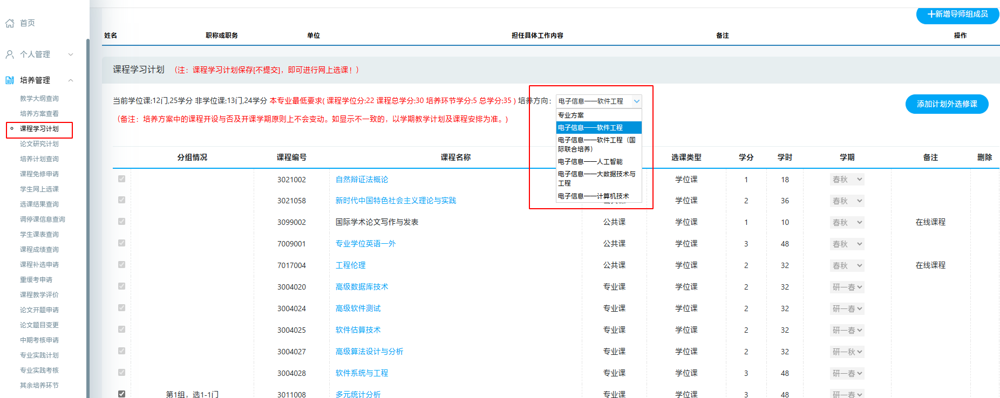 首页
个人管理
培养管理
教学大纲查询
培养方案查看
课程学习计划
论文研究计划
培养计划查询
课程免修申请
学生网上选课
选课结果查询
调停课信息查询
学生课表查询
课程成绩查询
课程补选申请
重缓考申请
课程教学评价
论文开题申请
论文题目变更
中期考核申请
专业实践计划
专业实践考核
其余培养环节
新增导师组成员
姓名 职称或职务 单位 担任具体工作内容 备注 操作
课程学习计划 （注：课程学习计划保存[不提交]，即可进行网上选课！）
当前学位课:12门,25学分 非学位课:13门,24学分 本专业最低要求( 课程学位分:22 课程总学分:30 培养环节学分:5 总学分:35 ) 培养方向: 电子信息——软件工程
添加计划外选修课
（备注：培养方案中的课程开设与否及开课学期原则上不会变动。如显示不一致的，以学期教学计划及课程安排为准。)
专业方案
电子信息——软件工程
电子信息——软件工程（国
际联合培养）
电子信息——人工智能
电子信息——大数据技术与
工程
电子信息——计算机技术
分组情况 课程编号 课程名称 选课类型 学分 学时 学期 备注 删除
3021002 自然辩证法概论 学位课 1 18 春秋
3021058 新时代中国特色社会主义理论与实践 公共课 学位课 2 36 春秋
3099002 国际学术论文写作与发表 公共课 学位课 1 10 春秋 在线课程
7009001 专业学位英语一外 公共课 学位课 3 48 春秋
7017004 工程伦理 公共课 学位课 2 32 春秋 在线课程
3004020 高级数据库技术 专业课 学位课 2 32 研一春
3004024 高级软件测试 专业课 学位课 2 32 研一春
3004025 软件估算技术 专业课 学位课 2 32 研一春
3004027 高级算法设计与分析 专业课 学位课 2 32 研一秋
3004028 软件系统与工程 专业课 学位课 3 48 研一春
第1组，选1-1门 3011008 多元统计分析 专业课 学位课 3 48 研一春